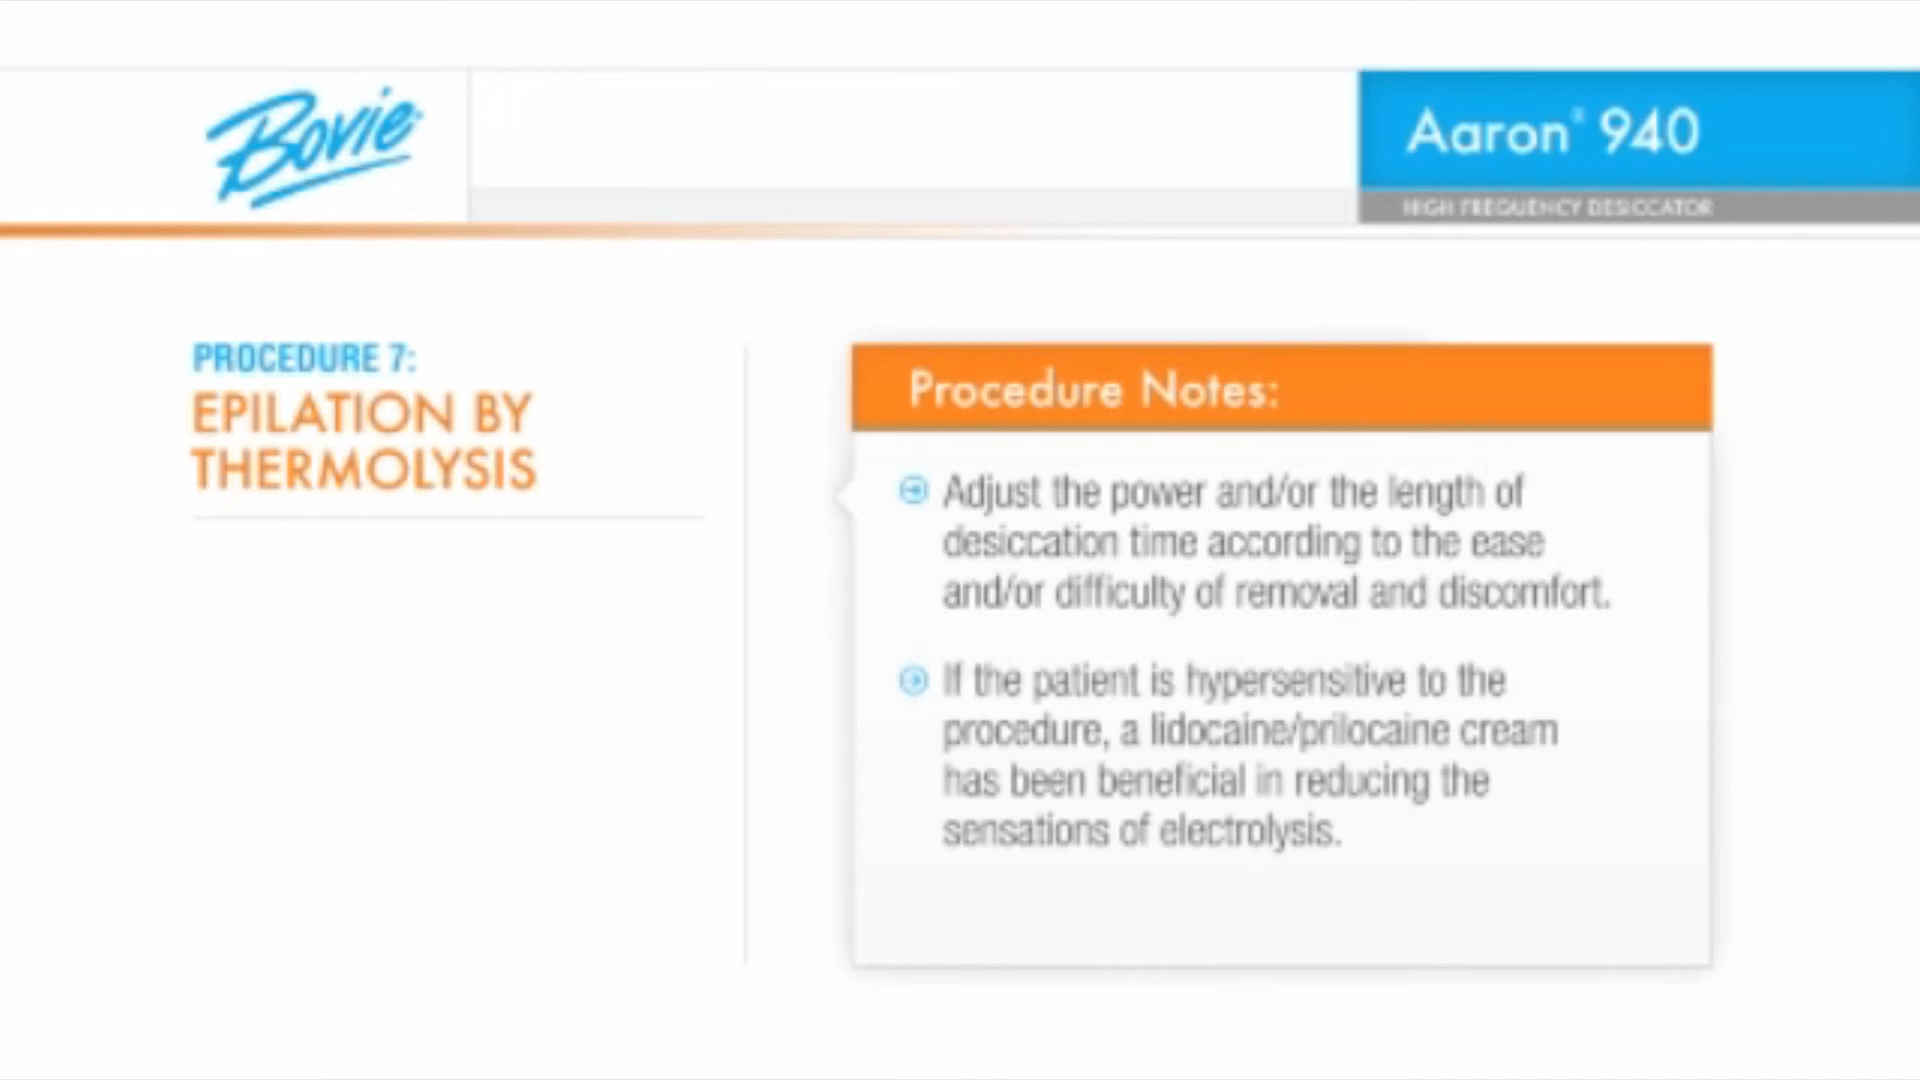 Bovie
Aaron® 940
HIGH FREQUENCY DESICCATOR
PROCEDURE 7:
EPILATION BY
THERMOLYSIS
Procedure Notes:
Adjust the power and/or the length of
desiccation time according to the ease
and/or difficulty of removal and discomfort.
If the patient is hypersensitive to the
procedure, a lidocaine/prilocaine cream
has been beneficial in reducing the
sensations of electrolysis.